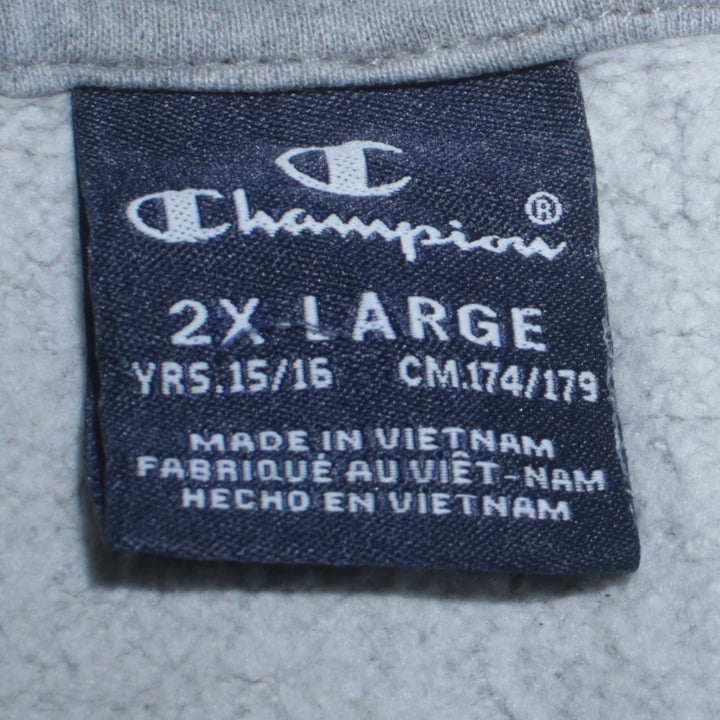 Champion®
2X-LARGE
YRS.15/16 CM.174/179
MADE IN VIETNAM
FABRIQUÉ AU VIÊT-NAM
HECHO EN VIETNAM